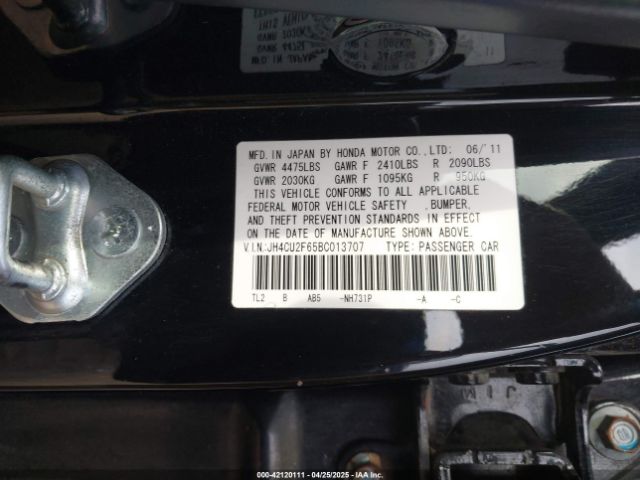 MFD. IN JAPAN BY HONDA MOTOR CO.,LTD: 06/'11
GVWR 4475LBS GAWR F 2410LBS R 2090LBS
GVWR 2030KG GAWR F 1095KG R 950KG
THIS VEHICLE CONFORMS TO ALL APPLICABLE
FEDERAL MOTOR VEHICLE SAFETY ,BUMPER,
AND THEFT PREVENTION STANDARDS IN EFFECT
ON THE DATE OF MANUFACTURE SHOWN ABOVE.
V.I.N:JH4CU2F65BC013707 TYPE: PASSENGER CAR
TL2 B AB5 -NH731P -A -C
JIM
000-42120111 - 04/25/2025 - IAA Inc.